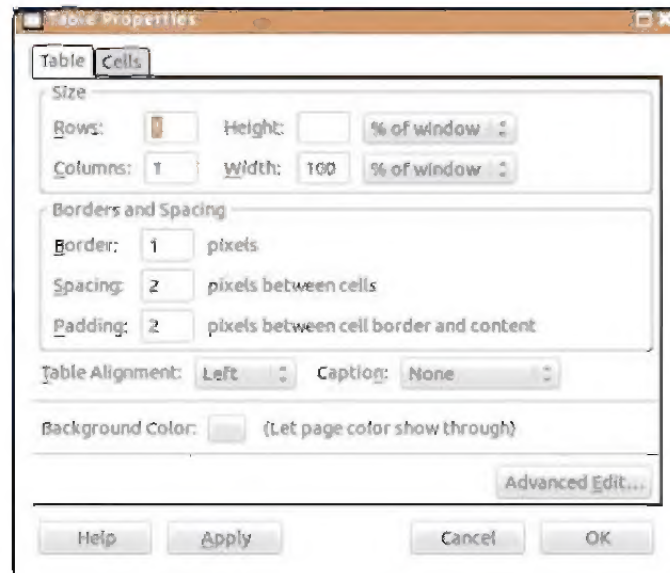 Table Properties
Table Cells
Size
Rows: Height: % of window
Columns: 1 Width: 100 % of window
Borders and Spacing
Border: 1 pixels
Spacing: 2 pixels between cells
Padding: 2 pixels between cell border and content
Table Alignment: Left Caption: None
Background Color: (Let page color show through)
Advanced Edit...
Help Apply Cancel OK